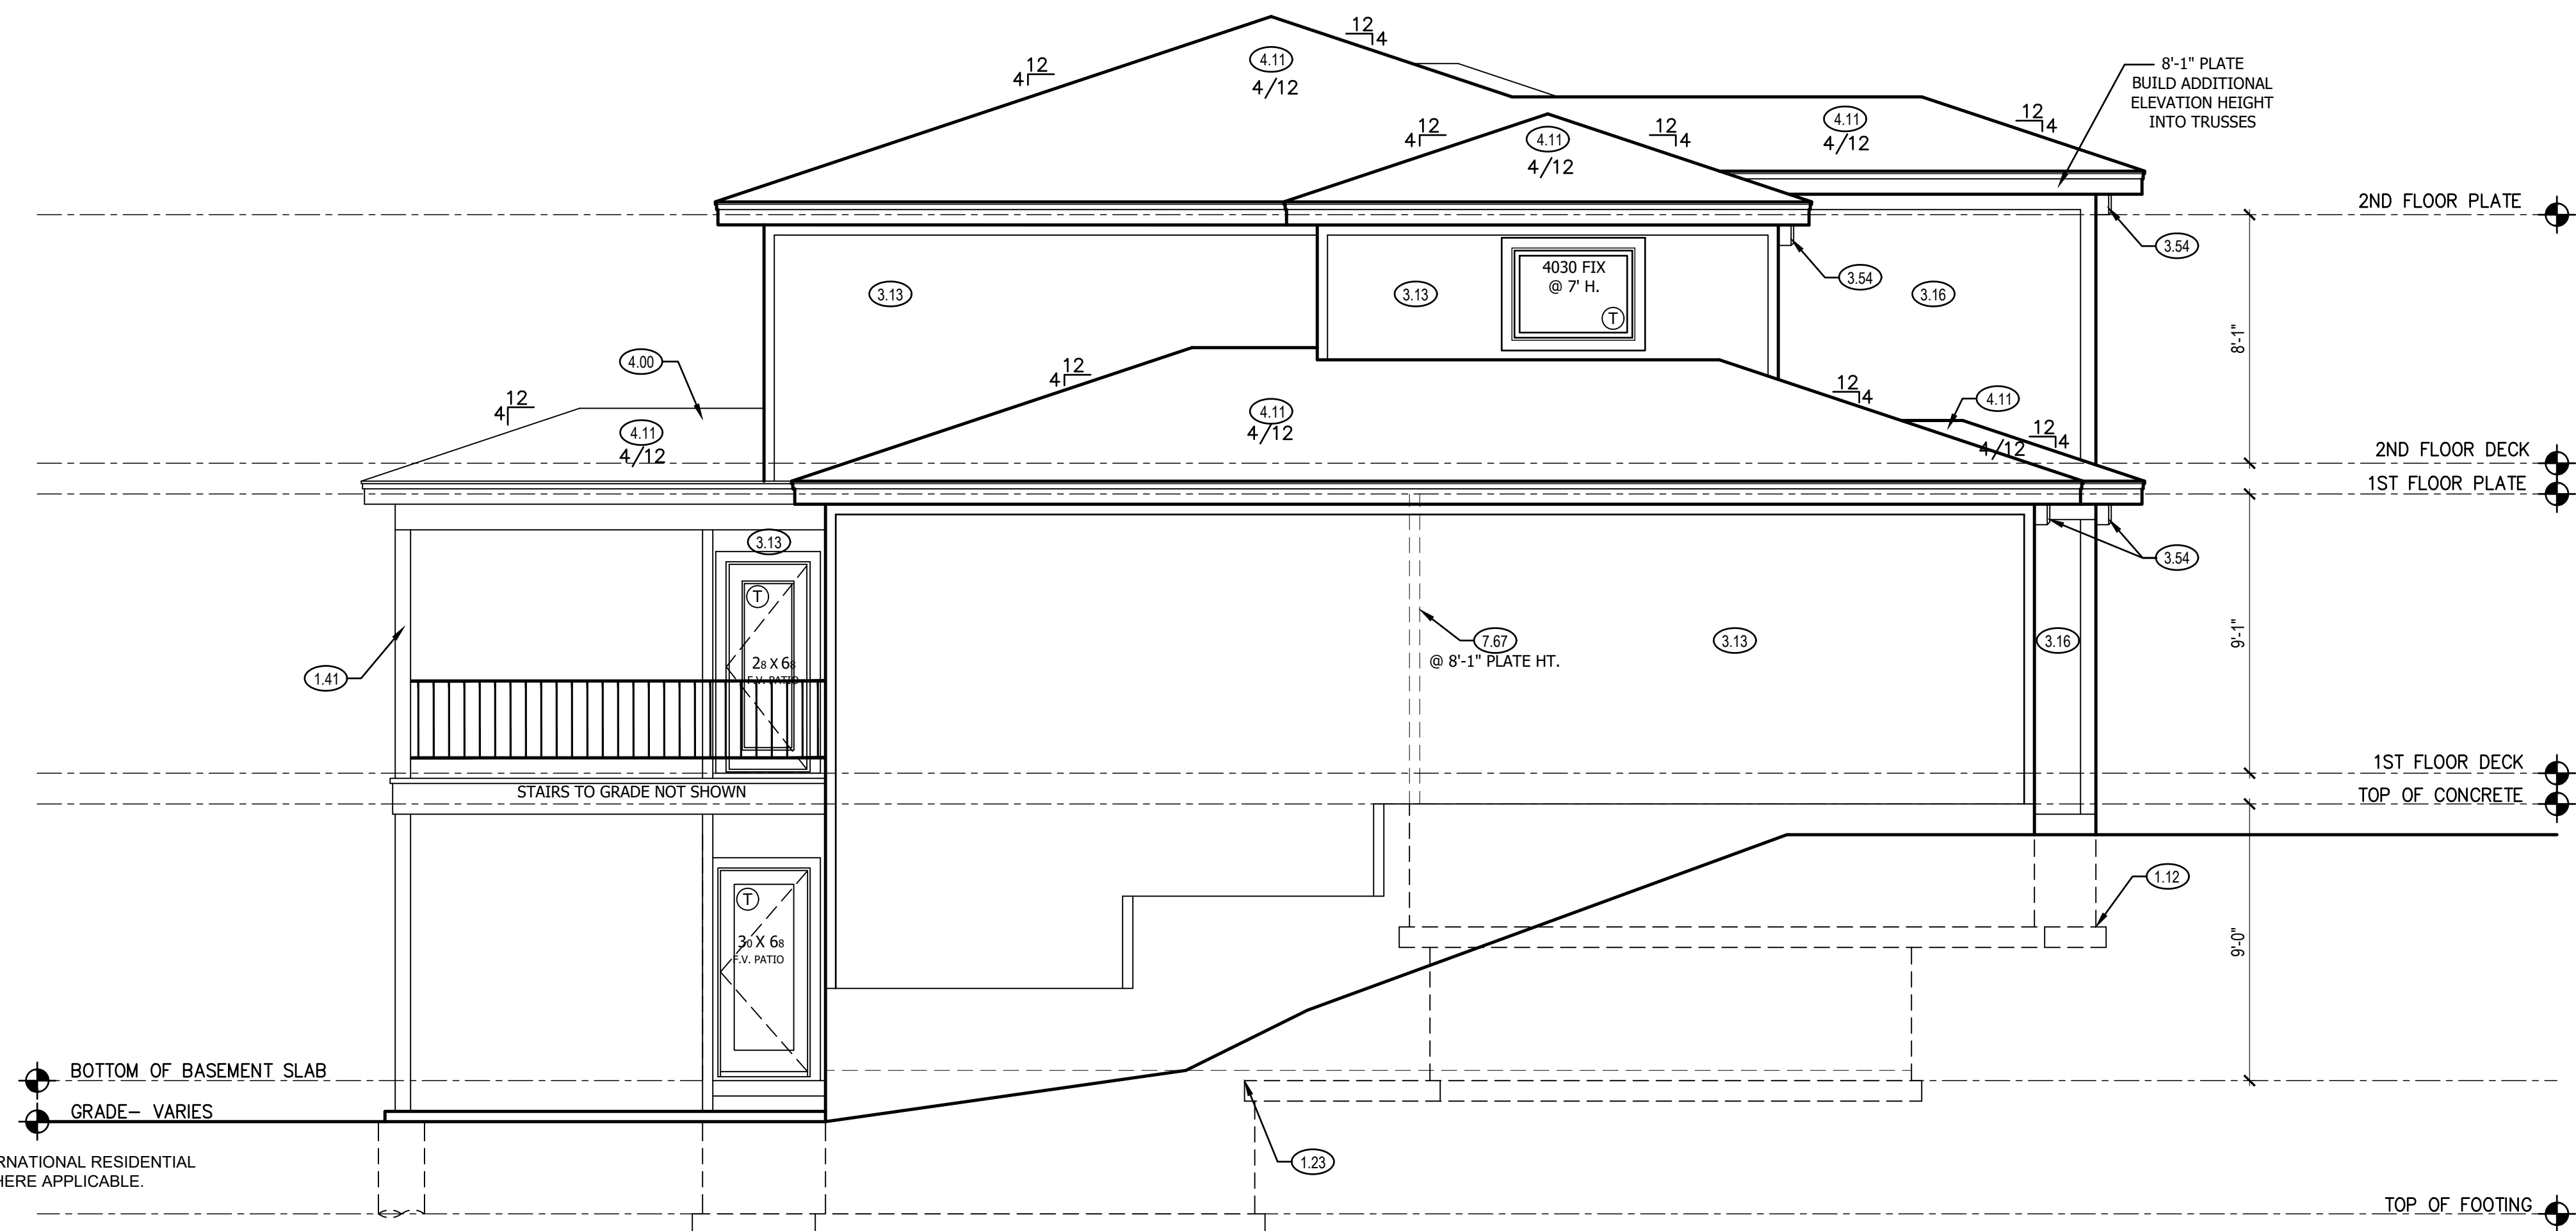 12
4
12
4
4.11
4/12
8'-1" PLATE
BUILD ADDITIONAL
ELEVATION HEIGHT
INTO TRUSSES
12
4
12
4
4.11
4/12
4.11
4/12
12
4
2ND FLOOR PLATE
3.54
3.54
4030 FIX
@ 7' H.
T
3.13
3.13
3.16
8'-1"
4.00
12
4
12
4
12
4
4.11
4.11
4/12
4.11
4/12
12
4
4/12
2ND FLOOR DECK
1ST FLOOR PLATE
3.13
3.54
T
28 X 68
F.V. PATIO
1.41
7.67
@ 8'-1" PLATE HT.
3.13
3.16
9'-1"
1ST FLOOR DECK
STAIRS TO GRADE NOT SHOWN
TOP OF CONCRETE
T
30 X 68
F.V. PATIO
1.12
9'-0"
BOTTOM OF BASEMENT SLAB
GRADE- VARIES
1.23
RNATIONAL RESIDENTIAL
HERE APPLICABLE.
TOP OF FOOTING